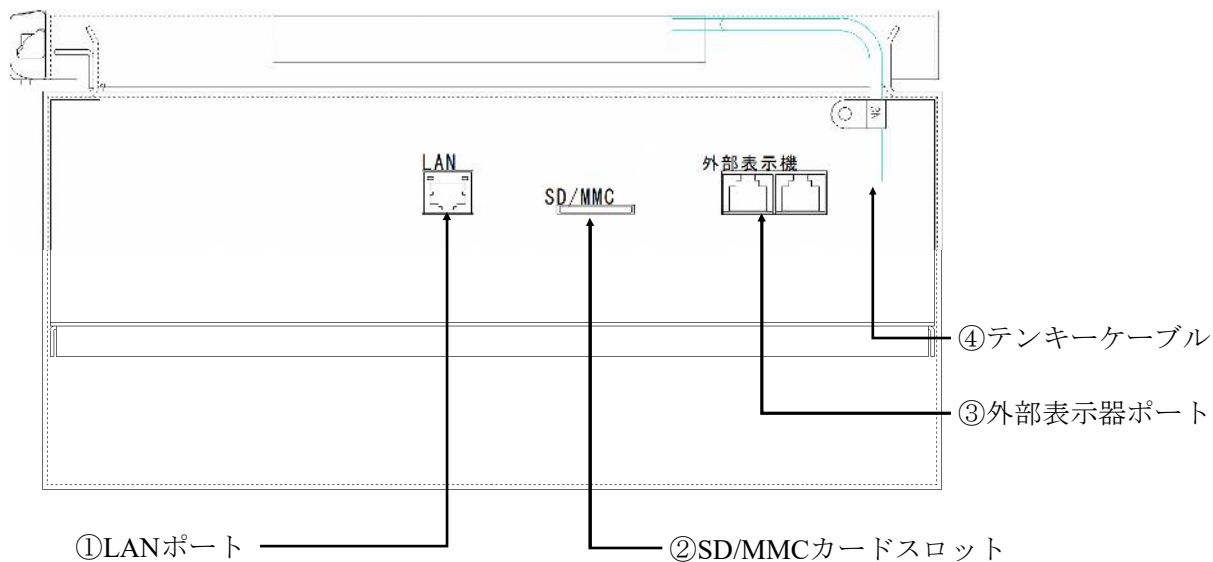 LAN
SD/MMC
外部表示機
④テンキーケーブル
③外部表示器ポート
①LANポート
②SD/MMCカードスロット